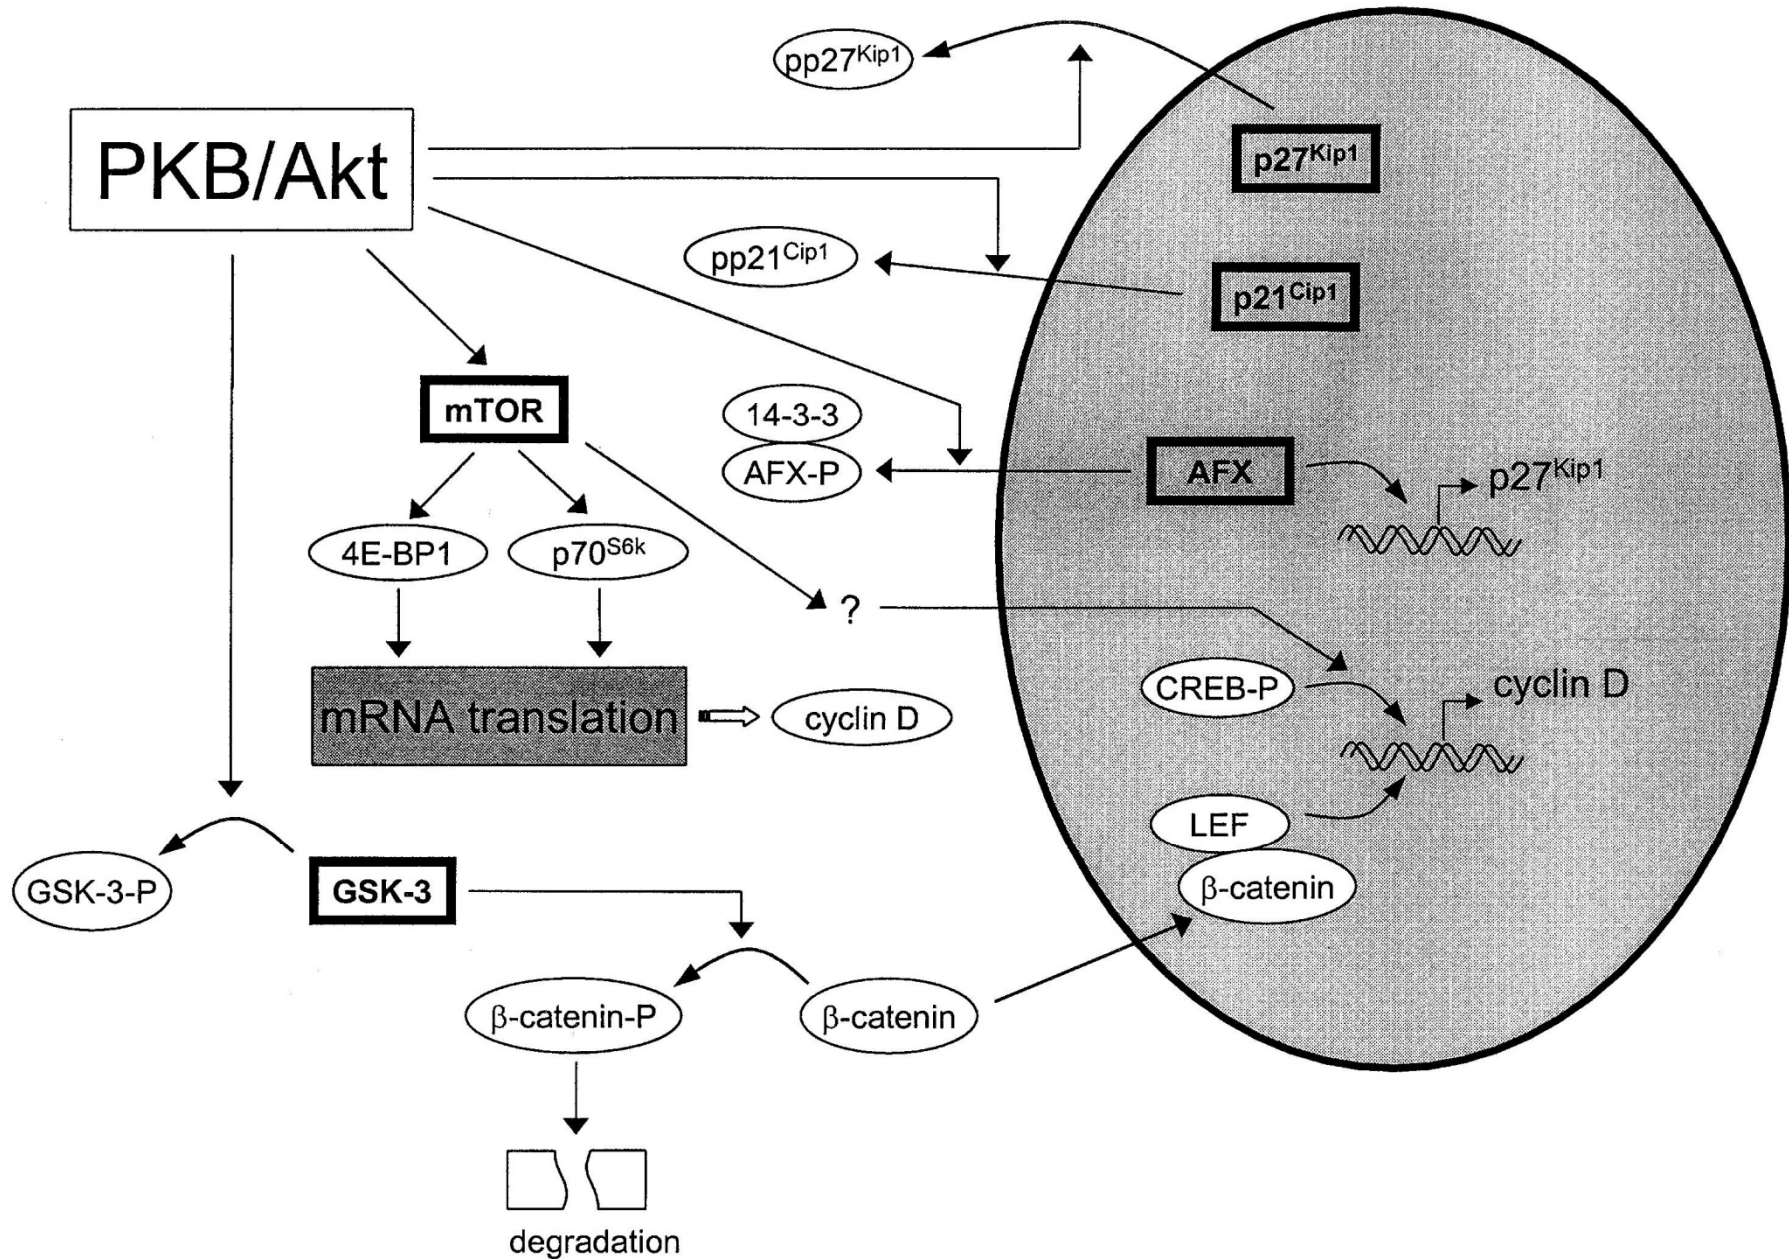 pp27Kip1
PKB/Akt
p27Kip1
pp21Cip1
p21Cip1
mTOR
14-3-3
AFX-P
AFX
p27Kip1
4E-BP1
p70S6k
?
CREB-P
cyclin D
mRNA translation
cyclin D
LEF
β-catenin
GSK-3-P
GSK-3
β-catenin-P
β-catenin
degradation